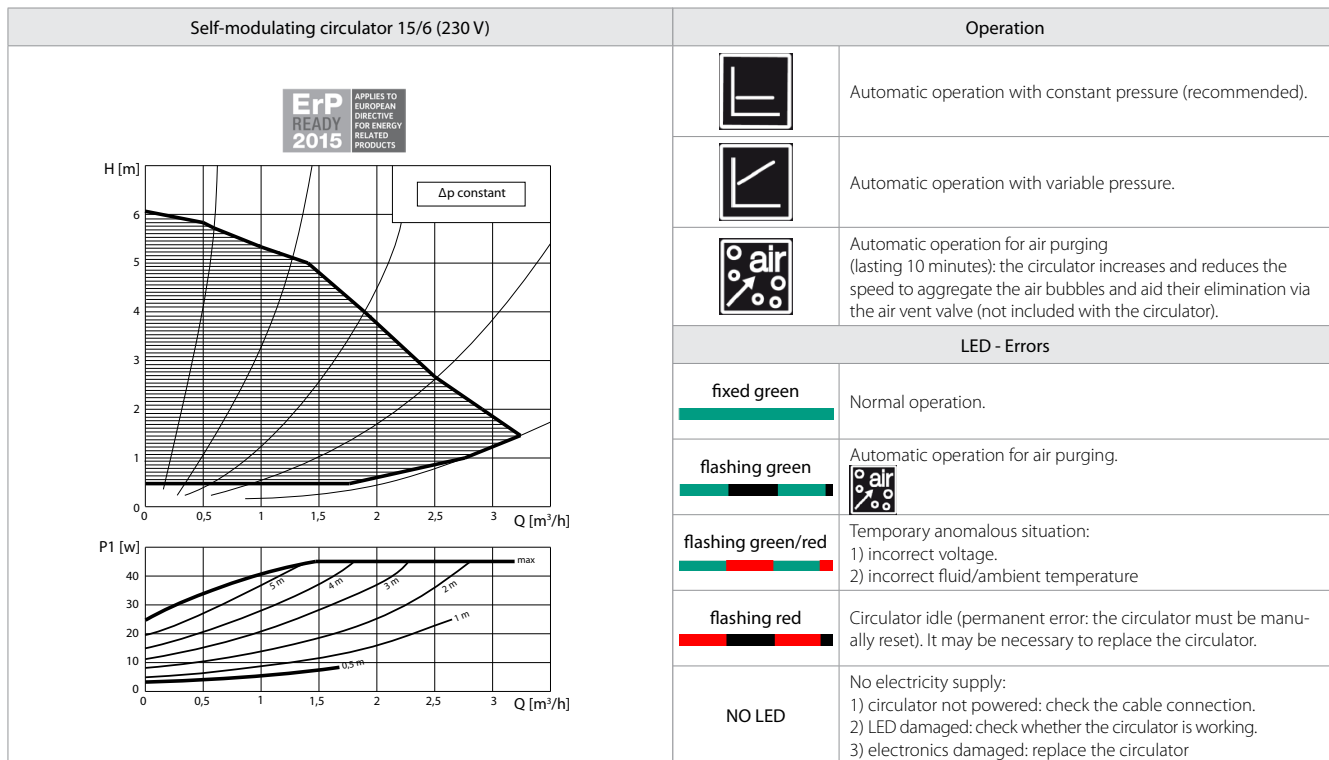 Self-modulating circulator 15/6 (230 V)
ErP
READY
2015
APPLIES TO
EUROPEAN
DIRECTIVE
FOR ENERGY
RELATED
PRODUCTS
H [m]
Δp constant
6
5
4
3
2
1
0
0 0,5 1 1,5 2 2,5 3 Q [m³/h]
P1 [w]
40
30
20
10
0
max
5 m
4 m
3 m
2 m
1 m
0,5 m
0 0,5 1 1,5 2 2,5 3 Q [m³/h]
Operation
Automatic operation with constant pressure (recommended).
Automatic operation with variable pressure.
air
Automatic operation for air purging
(lasting 10 minutes): the circulator increases and reduces the
speed to aggregate the air bubbles and aid their elimination via
the air vent valve (not included with the circulator).
LED - Errors
fixed green
Normal operation.
flashing green
Automatic operation for air purging.
air
flashing green/red
Temporary anomalous situation:
1) incorrect voltage.
2) incorrect fluid/ambient temperature
flashing red
Circulator idle (permanent error: the circulator must be manu-
ally reset). It may be necessary to replace the circulator.
NO LED
No electricity supply:
1) circulator not powered: check the cable connection.
2) LED damaged: check whether the circulator is working.
3) electronics damaged: replace the circulator